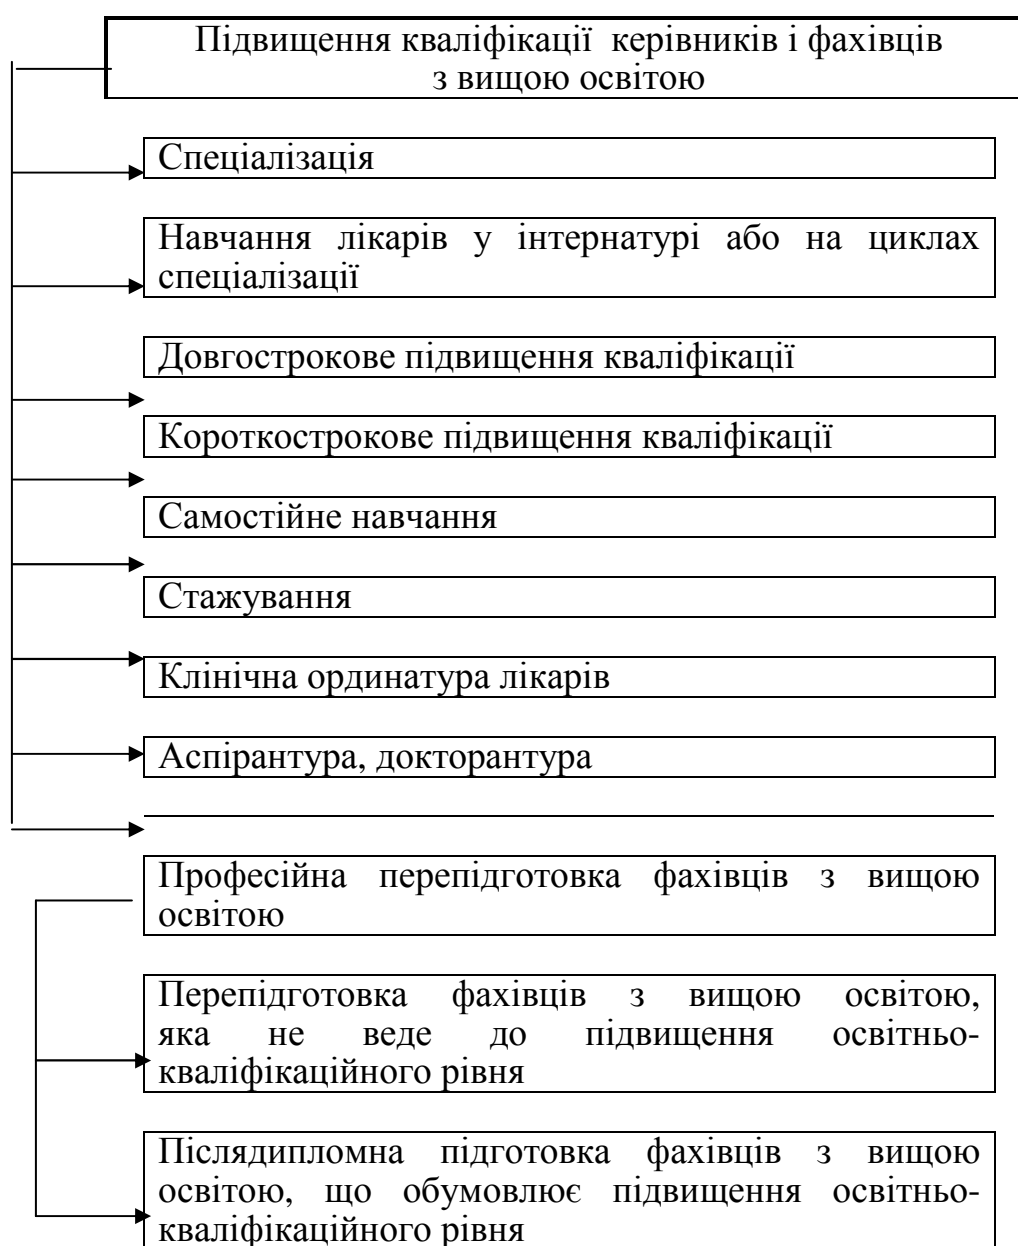 Підвищення кваліфікації керівників і фахівців
з вищою освітою
Спеціалізація
Навчання лікарів у інтернатурі або на циклах
спеціалізації
Довгострокове підвищення кваліфікації
Короткострокове підвищення кваліфікації
Самостійне навчання
Стажування
Клінічна ординатура лікарів
Аспірантура, докторантура
Професійна перепідготовка фахівців з вищою
освітою
Перепідготовка фахівців з вищою освітою,
яка не веде до підвищення освітньо-
кваліфікаційного рівня
Післядипломна підготовка фахівців з вищою
освітою, що обумовлює підвищення освітньо-
кваліфікаційного рівня